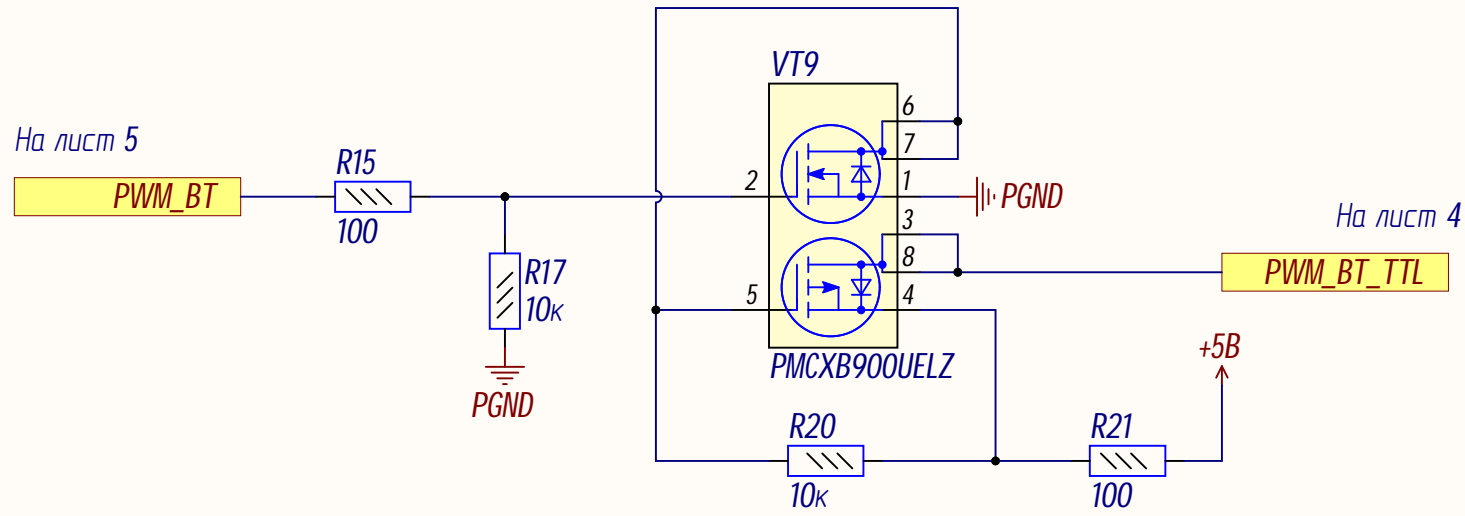 VT9
6
7
На лист 5
R15
PWM_BT
100
2
1
PGND
3
На лист 4
R17
10к
8
PWM_BT_TTL
5
4
+5В
PMCXB900UELZ
PGND
R20
10к
R21
100